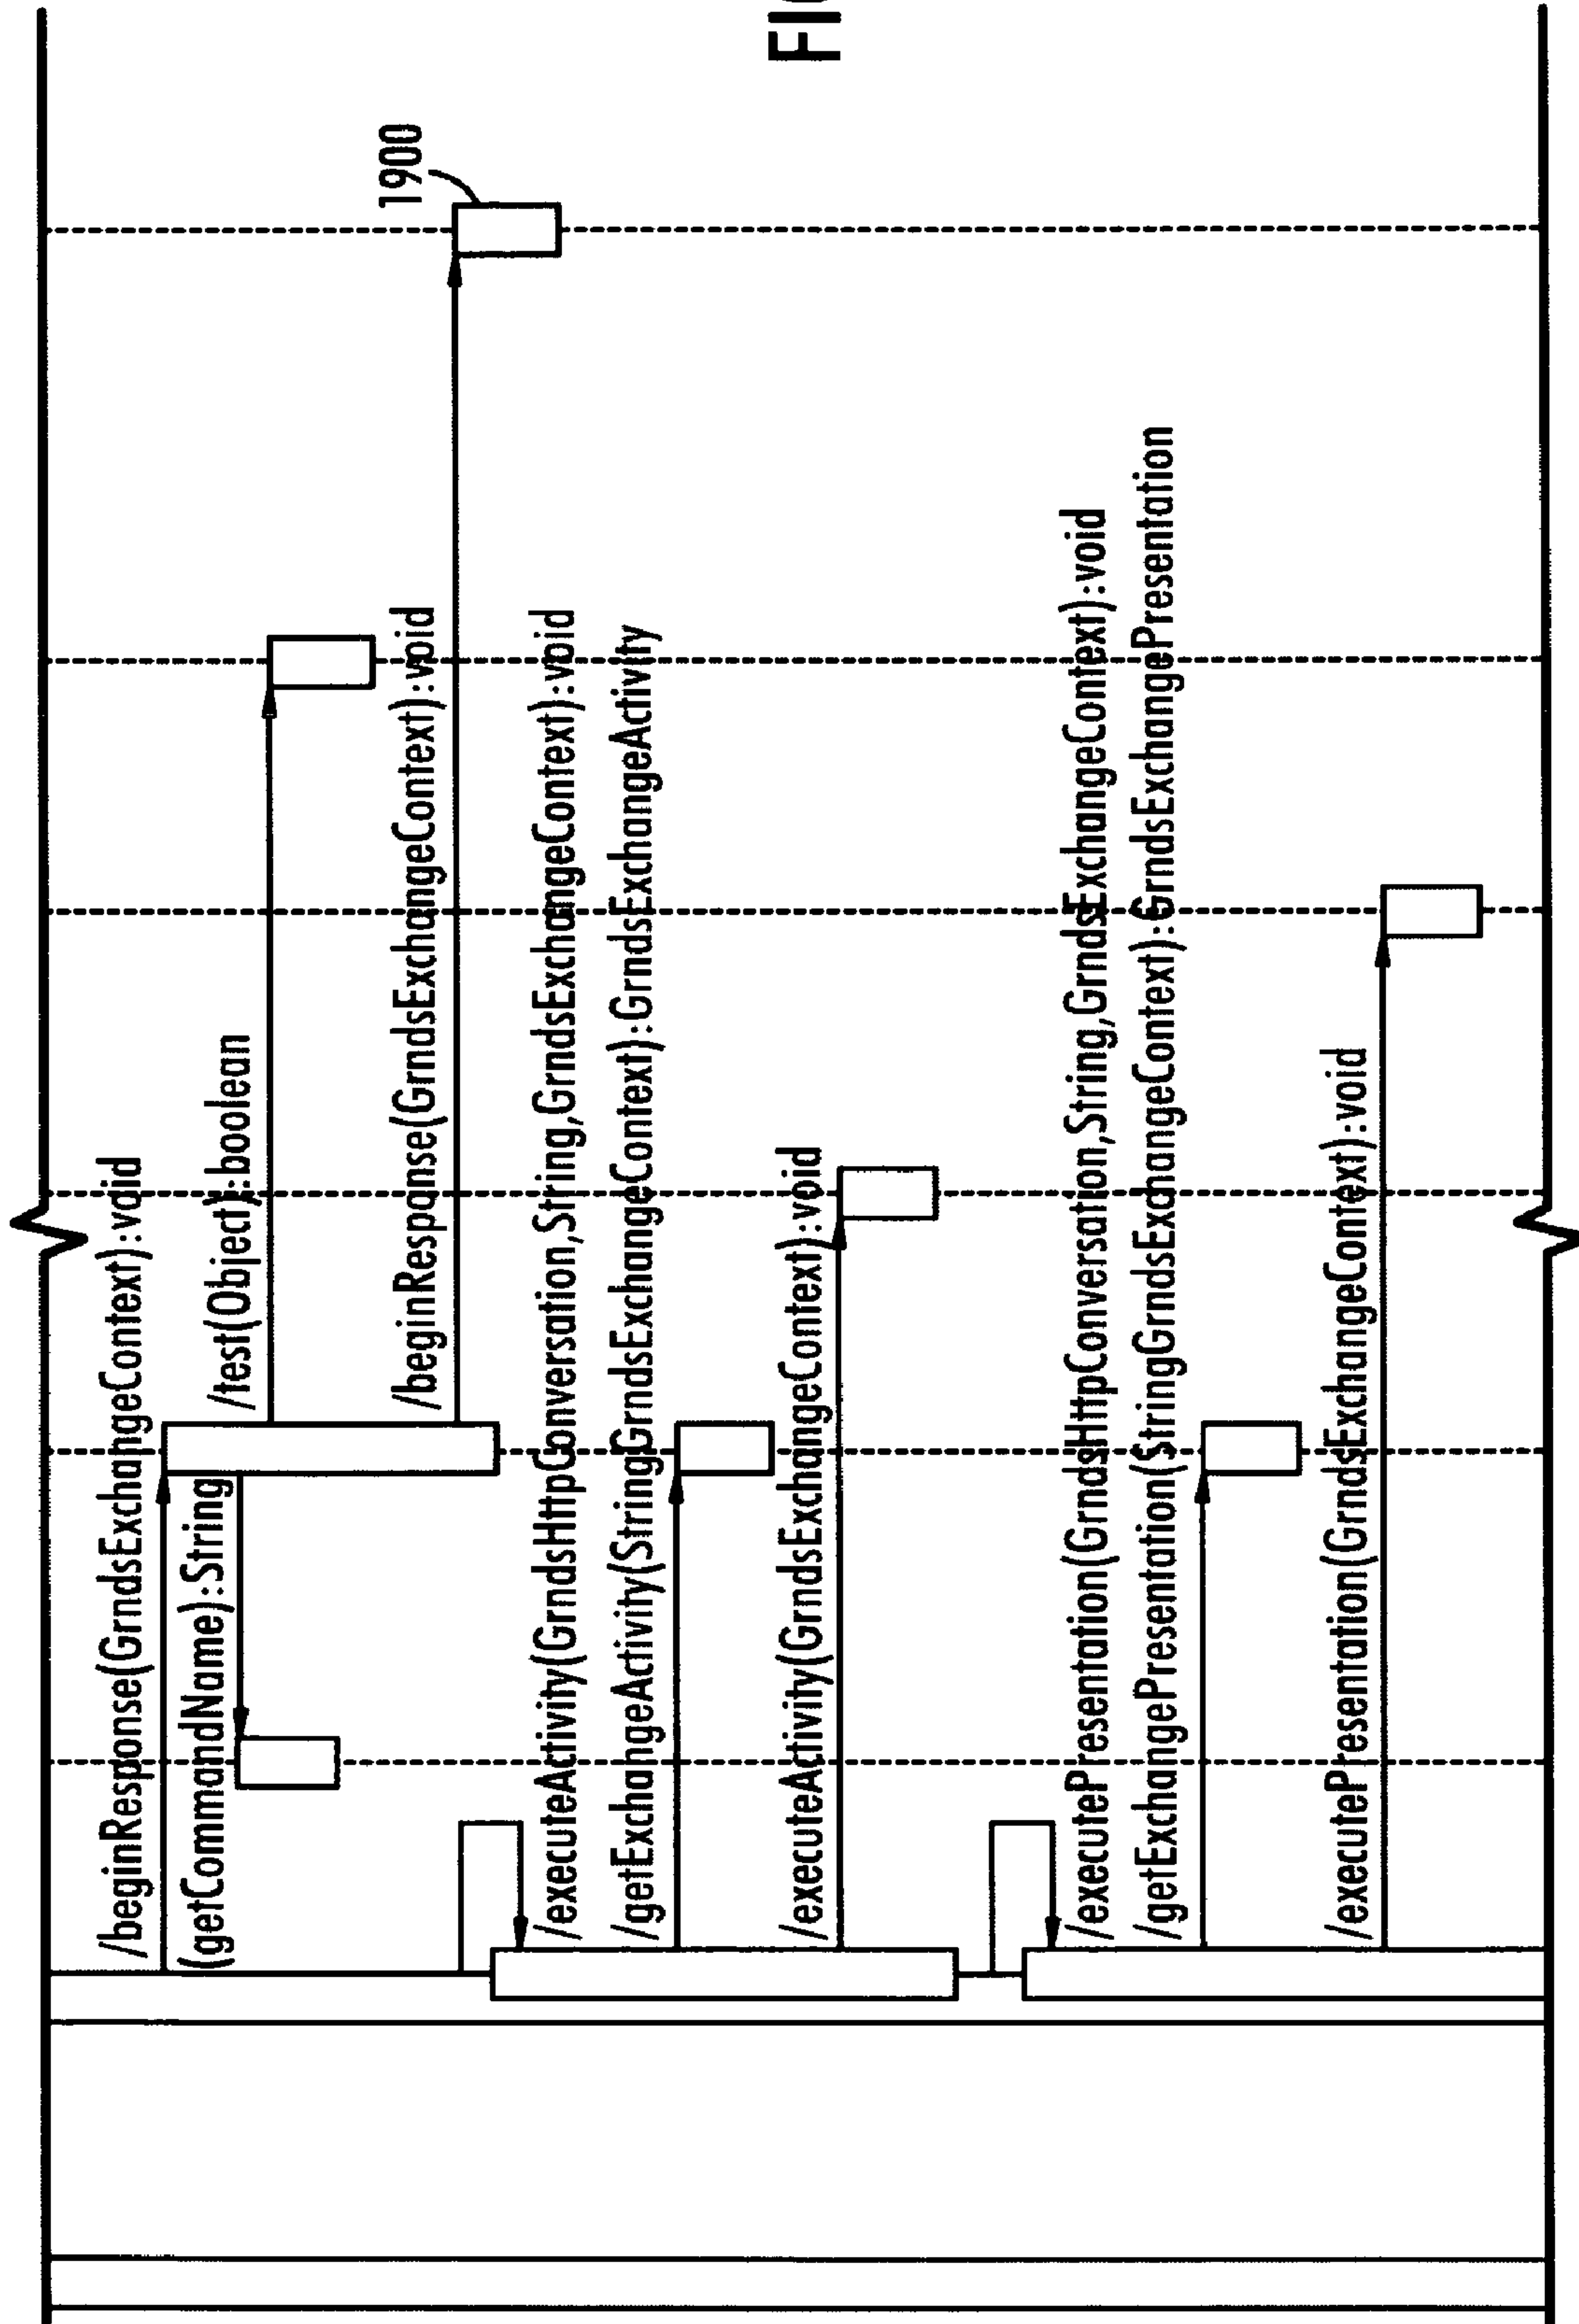 /beginResponse(GrndsExchangeContext):void
(getCommandName):String
/test(Object):boolean
/beginResponse(GrndsExchangeContext):void
1900
/executeActivity(GrndsHttpConversation,String,GrndsExchangeContext):void
/getExchangeActivity(StringGrndsExchangeContext):GrndsExchangeActivity
/executeActivity(GrndsExchangeContext):void
/executePresentation(GrndsHttpConversation,String,GrndsExchangeContext):void
/getExchangePresentation(StringGrndsExchangeContext):GrndsExchangePresentation
/executePresentation(GrndsExchangeContext):void